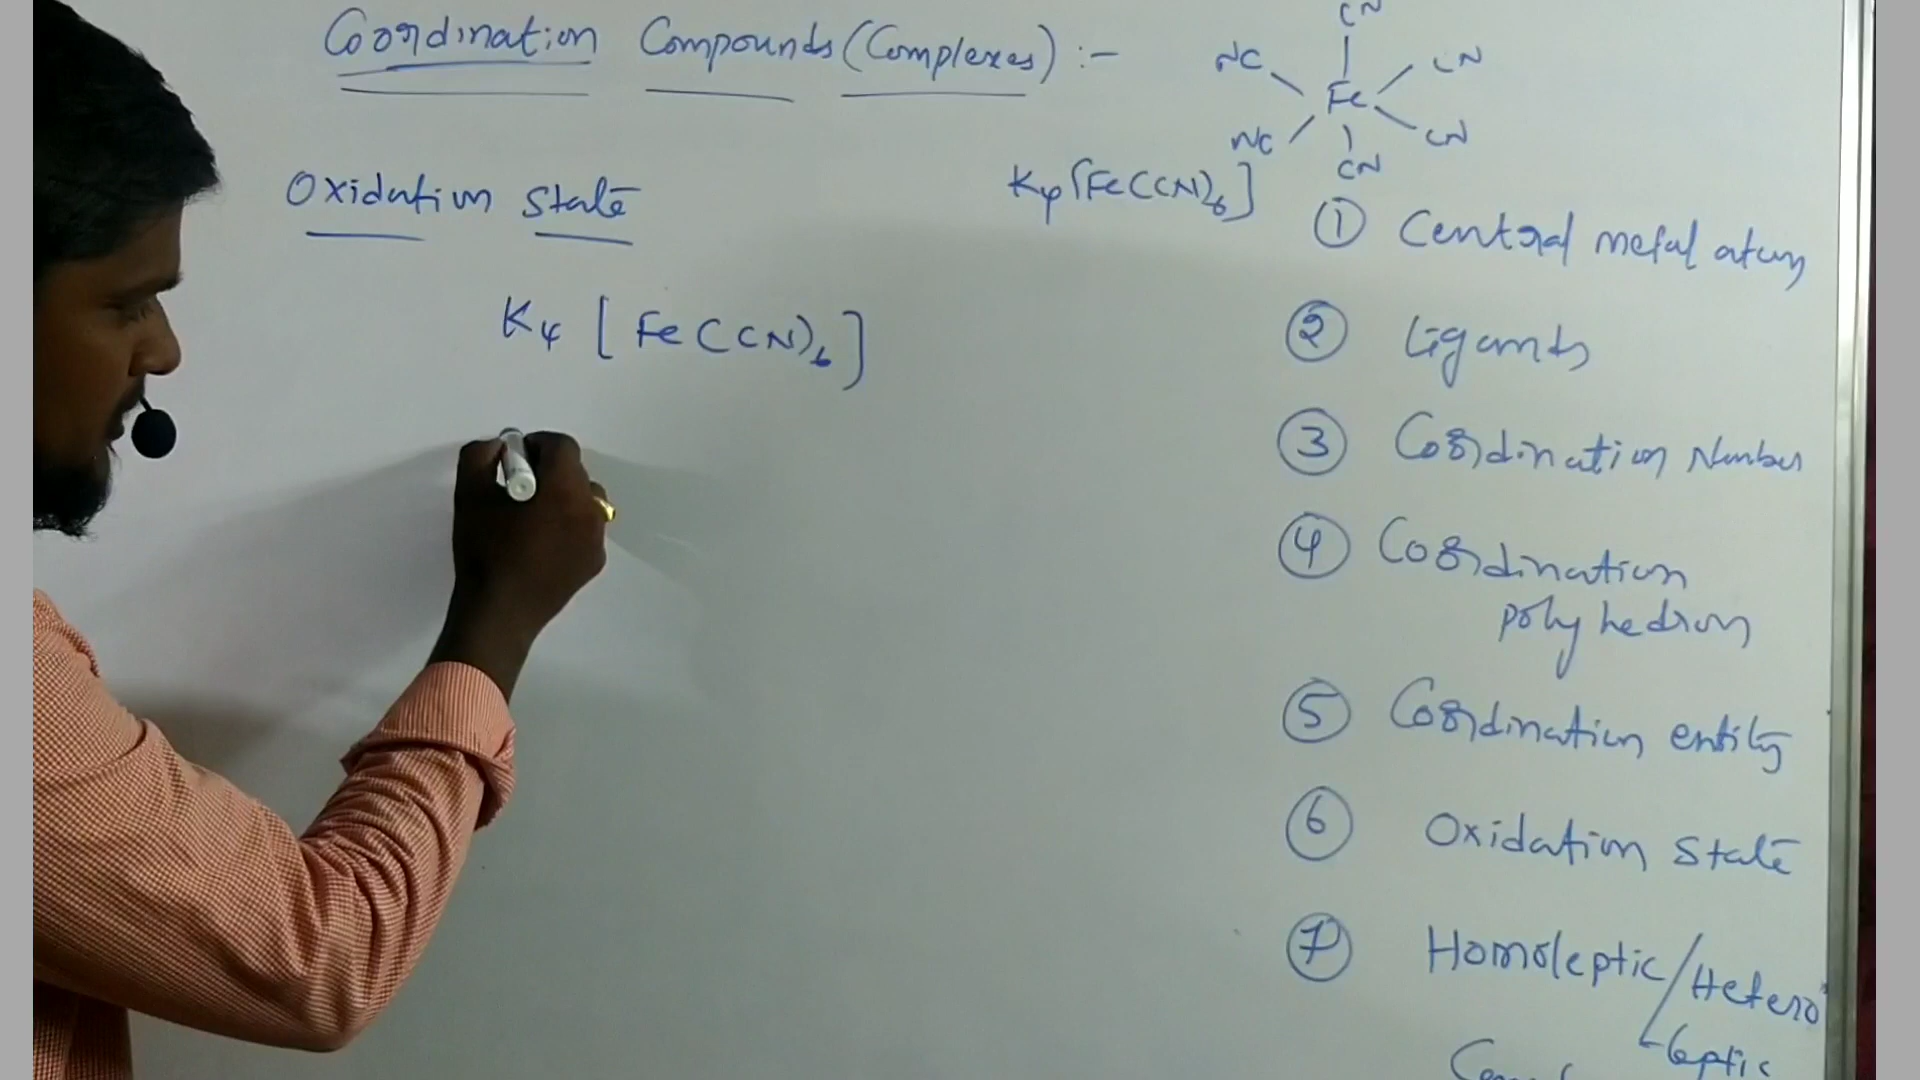 Coordination Compounds (Complexes) :-
CN
NC CN
Fe
NC CN
CN
Oxidation state
K4[Fe(CN)6]
K4 [Fe(CN)6]
① Central metal atom
② Ligands
③ Coordination Number
④ Coordination
polyhedron
⑤ Coordination entity
⑥ Oxidation state
⑦ Homoleptic/Hetero
leptic